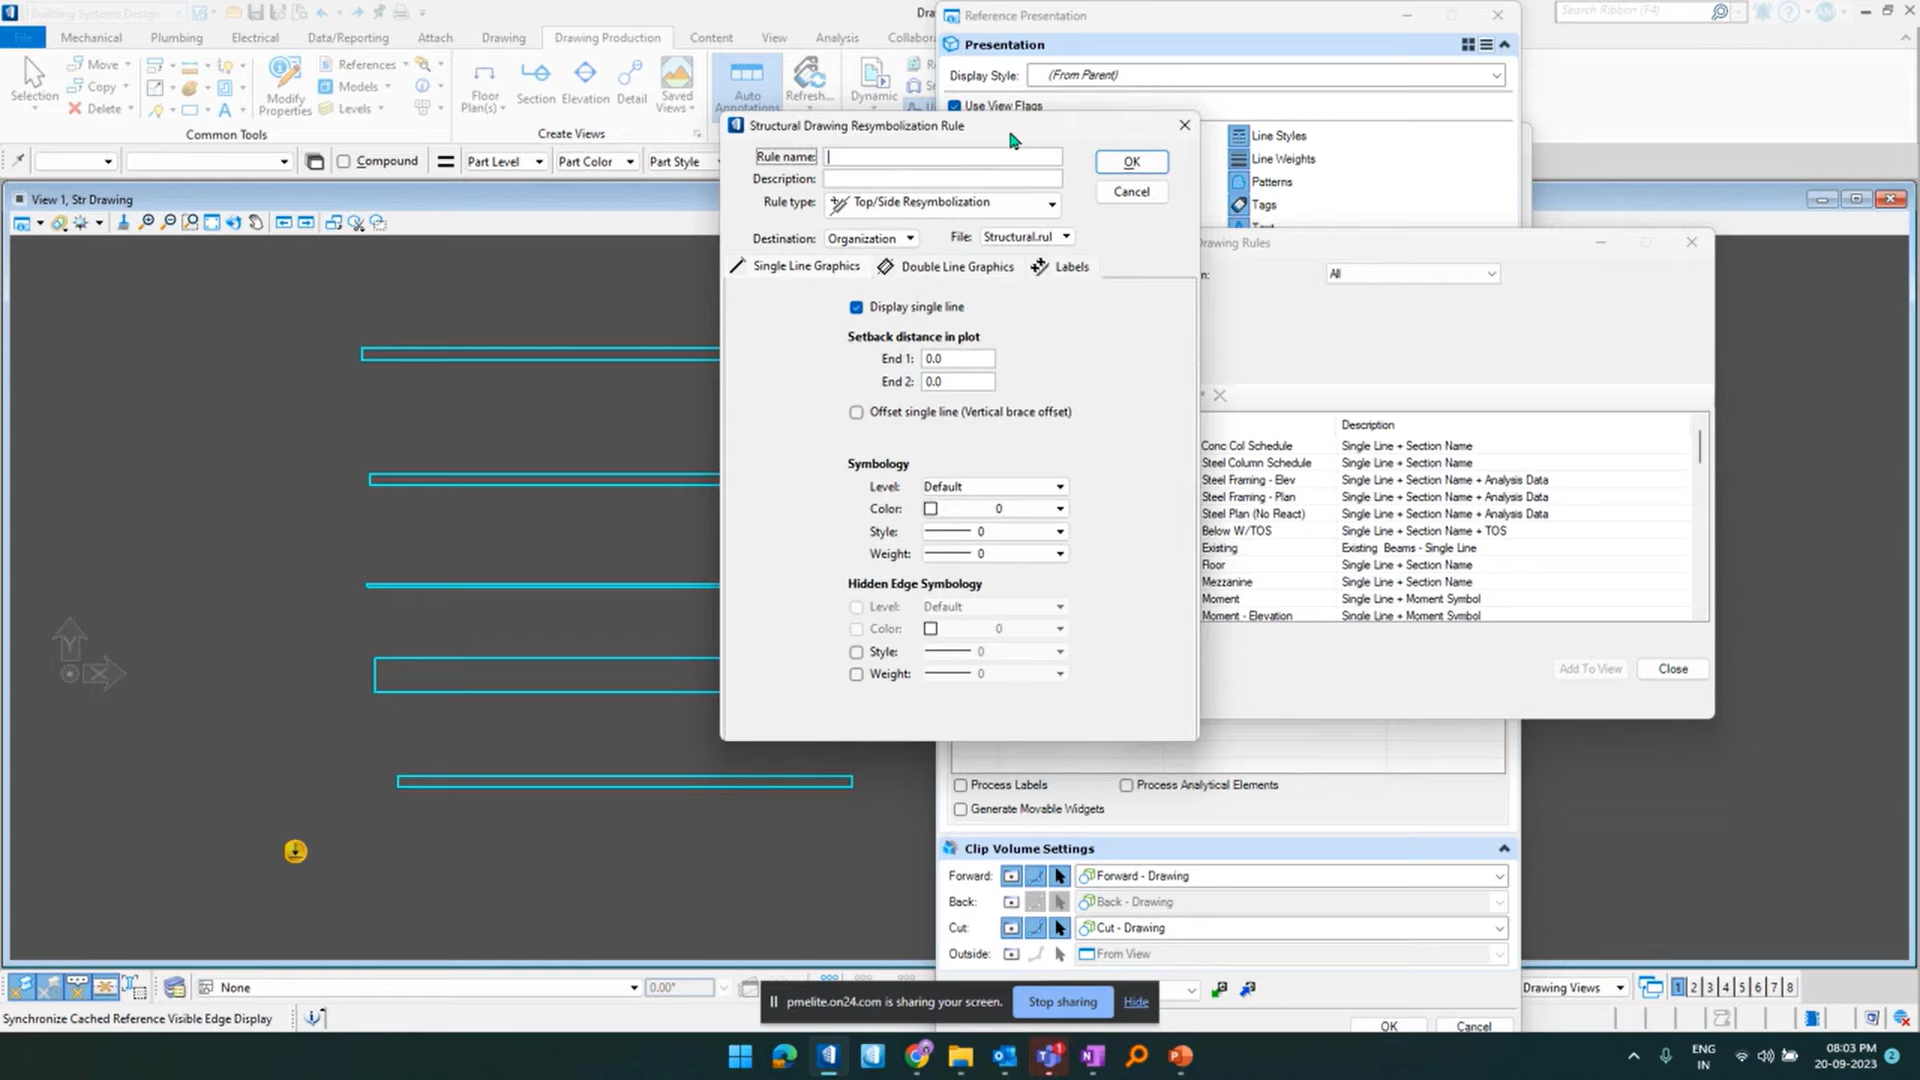 Building Systems Design
Dra
Reference Presentation
Search Ribbon (F4)
File
Mechanical
Plumbing
Electrical
Data/Reporting
Attach
Drawing
Drawing Production
Content
View
Analysis
Collabora
Presentation
Selection
Move
Copy
Delete
Modify
Properties
References
Models
Levels
Common Tools
Floor
Plan(s)
Section
Elevation
Detail
Saved
Views
Create Views
Auto
Annotations
Refresh...
Dynamic
Display Style:
(From Parent)
Use View Flags
Line Styles
Line Weights
Patterns
Tags
Compound
Part Level
Part Color
Part Style
View 1, Str Drawing
Structural Drawing Resymbolization Rule
Rule name:
Description:
Rule type:
Top/Side Resymbolization
OK
Cancel
Destination:
Organization
File:
Structural.rul
Single Line Graphics
Double Line Graphics
Labels
Display single line
Setback distance in plot
End 1:
0.0
End 2:
0.0
Offset single line (Vertical brace offset)
Symbology
Level:
Default
Color:
0
Style:
0
Weight:
0
Hidden Edge Symbology
Level:
Default
Color:
0
Style:
0
Weight:
0
rawing Rules
n:
All
Description
Conc Col Schedule Single Line + Section Name
Steel Column Schedule Single Line + Section Name
Steel Framing - Elev Single Line + Section Name + Analysis Data
Steel Framing - Plan Single Line + Section Name + Analysis Data
Steel Plan (No React) Single Line + Section Name + Analysis Data
Below W/TOS Single Line + Section Name + TOS
Existing Existing Beams - Single Line
Floor Single Line + Section Name
Mezzanine Single Line + Section Name
Moment Single Line + Moment Symbol
Moment - Elevation Single Line + Moment Symbol
Add To View
Close
Process Labels
Process Analytical Elements
Generate Movable Widgets
Clip Volume Settings
Forward:
Forward - Drawing
Back:
Back - Drawing
Cut:
Cut - Drawing
Outside:
From View
Y
X
None
0.00°
pmelite.on24.com is sharing your screen.
Stop sharing
Hide
Drawing Views
1 2 3 4 5 6 7 8
Synchronize Cached Reference Visible Edge Display
OK
Cancel
ENG
IN
08:03 PM
20-09-2023
2